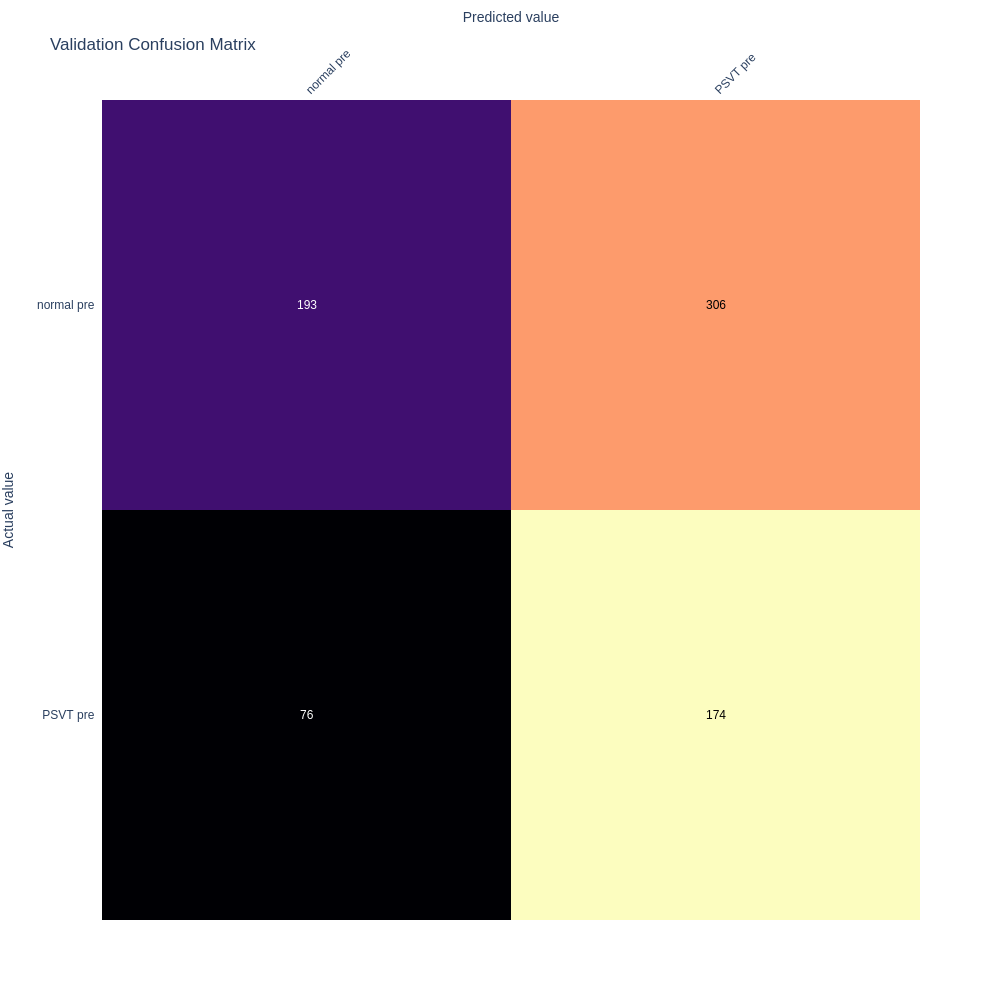 Predicted value
Validation Confusion Matrix
normal pre
PSVT pre
normal pre
193
306
Actual value
PSVT pre
76
174